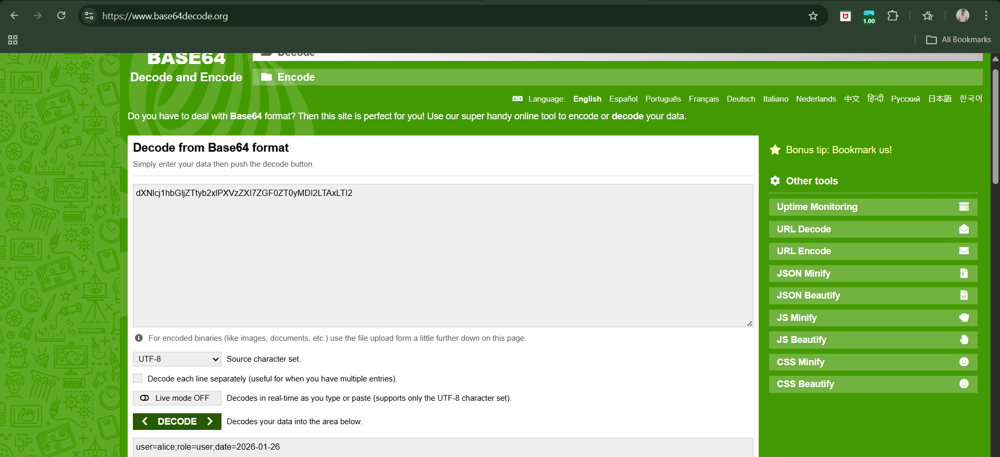 https://www.base64decode.org
1.00
All Bookmarks
BASE64
Decode and Encode
Decode
Encode
Language: English Español Português Français Deutsch Italiano Nederlands 中文 हिन्दी Русский 日本語 한국어
Do you have to deal with Base64 format? Then this site is perfect for you! Use our super handy online tool to encode or decode your data.
Decode from Base64 format
Simply enter your data then push the decode button.
dXNlcj1hbGljZTtyb2xlPXVzZXI7ZGF0ZT0yMDI2LTAxLTI2
For encoded binaries (like images, documents, etc.) use the file upload form a little further down on this page.
UTF-8 Source character set.
Decode each line separately (useful for when you have multiple entries).
Live mode OFF Decodes in real-time as you type or paste (supports only the UTF-8 character set).
< DECODE > Decodes your data into the area below.
user=alice;role=user;date=2026-01-26
Bonus tip: Bookmark us!
Other tools
Uptime Monitoring
URL Decode
URL Encode
JSON Minify
JSON Beautify
JS Minify
JS Beautify
CSS Minify
CSS Beautify